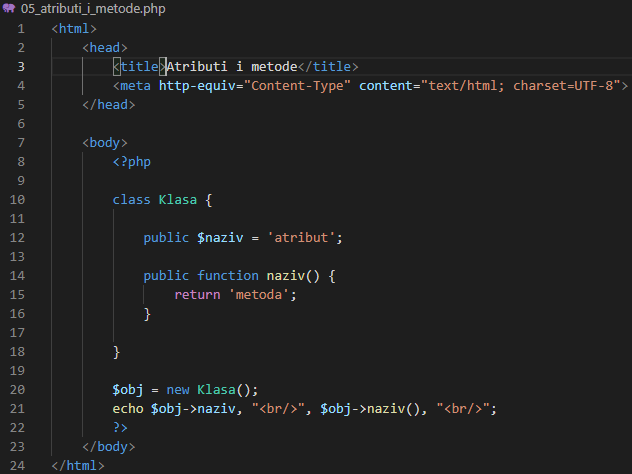 05_atributi_i_metode.php
1 <html>
2     <head>
3         <title>Atributi i metode</title>
4         <meta http-equiv="Content-Type" content="text/html; charset=UTF-8">
5     </head>
6
7     <body>
8         <?php
9
10         class Klasa {
11
12             public $naziv = 'atribut';
13
14             public function naziv() {
15                 return 'metoda';
16             }
17
18         }
19
20         $obj = new Klasa();
21         echo $obj->naziv, "<br/>", $obj->naziv(), "<br/>";
22         ?>
23     </body>
24 </html>